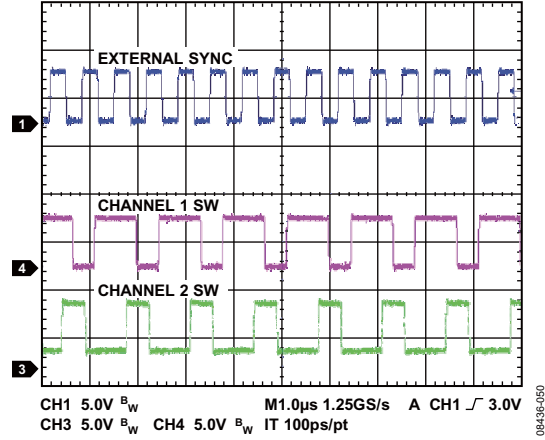 EXTERNAL SYNC
1
CHANNEL 1 SW
4
CHANNEL 2 SW
3
CH1 5.0V BW M1.0µs 1.25GS/s A CH1 3.0V
CH3 5.0V BW CH4 5.0V BW IT 100ps/pt
08436-050